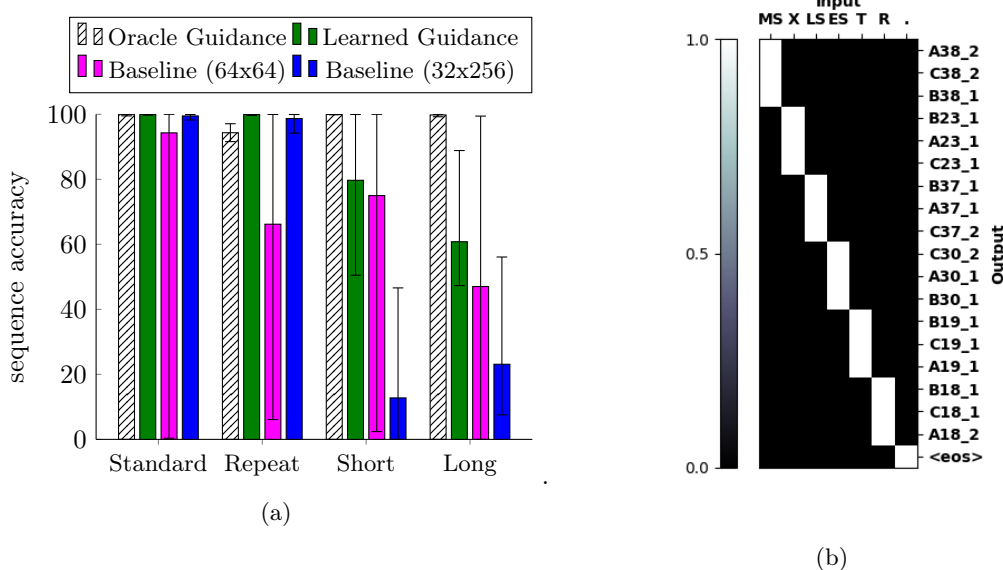 Oracle Guidance Learned Guidance
Baseline (64x64) Baseline (32x256)
sequence accuracy
100
80
60
40
20
0
Standard Repeat Short Long
.
(a)
Input
MS X LS ES T R .
1.0
0.5
0.0
A38_2
C38_2
B38_1
B23_1
A23_1
C23_1
B37_1
A37_1
C37_2
C30_2
A30_1
B30_1
B19_1
C19_1
A19_1
B18_1
C18_1
A18_2
<eos>
Output
(b)